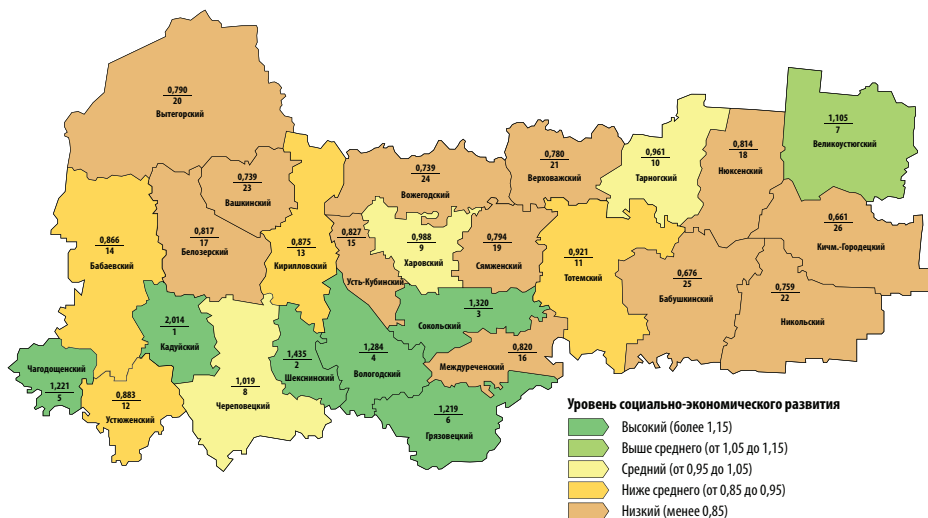 0,790
20
Вытегорский
1,105
7
Великоустюгский
0,961
10
Тарногский
0,814
18
Нюксенский
0,780
21
Верховажский
0,739
24
Вожегодский
0,739
23
Вашкинский
0,661
26
Кичм.-Городецкий
0,866
14
Бабаевский
0,817
17
Белозерский
0,875
13
Кирилловский
0,827
15
Усть-Кубинский
0,988
9
Харовский
0,794
19
Сямженский
0,921
11
Тотемский
0,676
25
Бабушкинский
0,759
22
Никольский
2,014
1
Кадуйский
1,320
3
Сокольский
1,435
2
Шекснинский
1,284
4
Вологодский
0,820
16
Междуреченский
Чагодощенский
1,221
5
0,883
12
Устюженский
1,019
8
Череповецкий
1,219
6
Грязовецкий
Уровень социально-экономического развития
Высокий (более 1,15)
Выше среднего (от 1,05 до 1,15)
Средний (от 0,95 до 1,05)
Ниже среднего (от 0,85 до 0,95)
Низкий (менее 0,85)